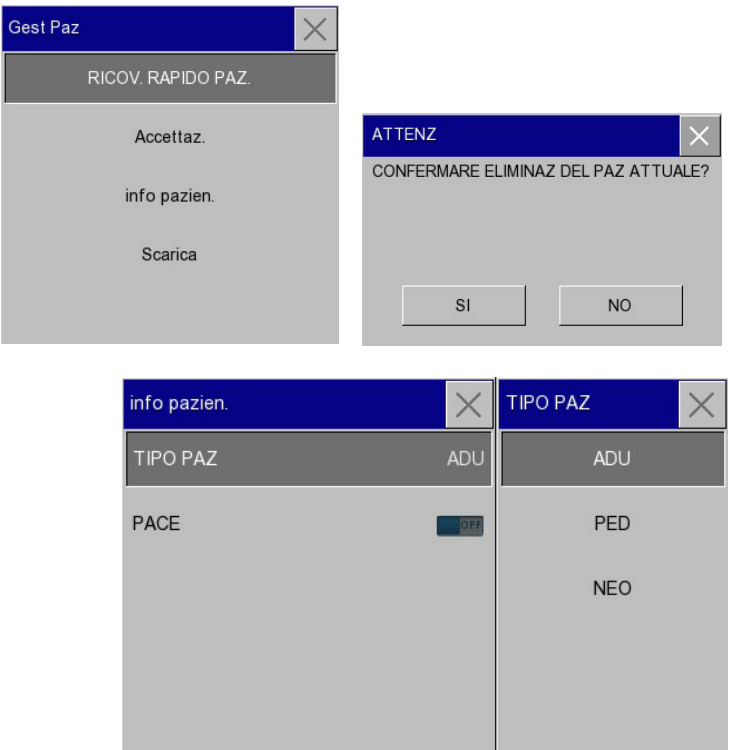 Gest Paz
RICOV. RAPIDO PAZ.
Accettaz.
info pazien.
Scarica
ATTENZ
CONFERMARE ELIMINAZ DEL PAZ ATTUALE?
SI NO
info pazien.
TIPO PAZ ADU
PACE OFF
TIPO PAZ
ADU
PED
NEO